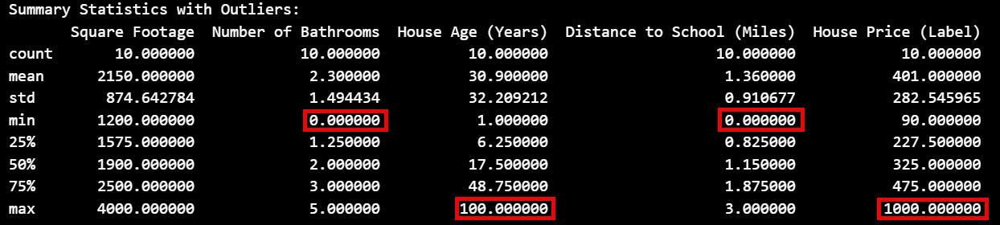 Summary Statistics with Outliers:
Square Footage Number of Bathrooms House Age (Years) Distance to School (Miles) House Price (Label)
count 10.000000 10.000000 10.000000 10.000000 10.000000
mean 2150.000000 2.300000 30.900000 1.360000 401.000000
std 874.642784 1.494434 32.209212 0.910677 282.545965
min 1200.000000 0.000000 1.000000 0.000000 90.000000
25% 1575.000000 1.250000 6.250000 0.825000 227.500000
50% 1900.000000 2.000000 17.500000 1.150000 325.000000
75% 2500.000000 3.000000 48.750000 1.875000 475.000000
max 4000.000000 5.000000 100.000000 3.000000 1000.000000